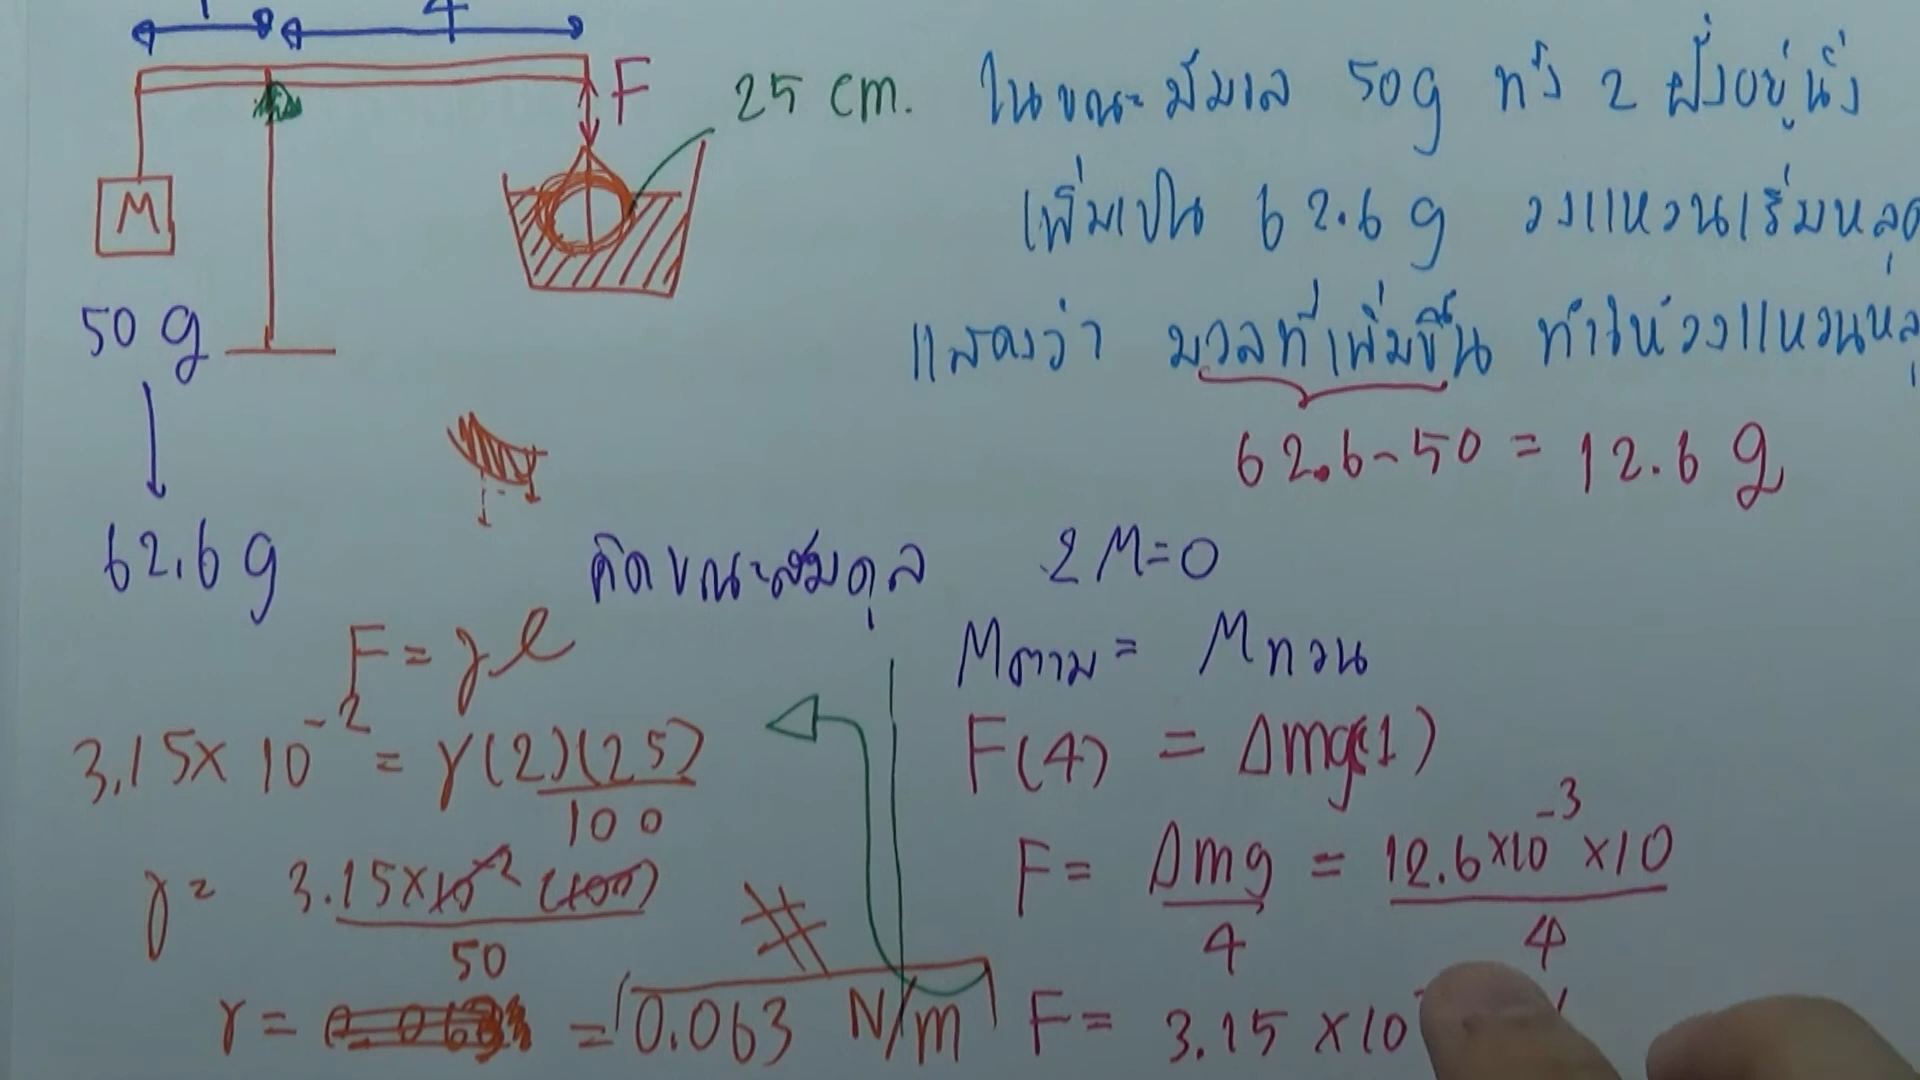 4
F
25 cm.
M
50 g
62.6 g
ในขณะมีมวล 50g ทั้ง 2 ฝั่งอยู่นิ่ง
เพิ่มเป็น 62.6 g วงแหวนเริ่มหลุด
แสดงว่า มวลที่เพิ่มขึ้น ทำให้วงแหวนหลุ
62.6-50 = 12.6 g
คิดขณะสมดุล ΣM=0
Mตาม = Mทวน
F(4) = Δmg(1)
F = Δmg/4 = 12.6×10⁻³×10/4
F = 3.15 ×10
F = γℓ
3.15×10⁻² = γ(2)(25)/100
γ = 3.15×10⁻²(100)/50
γ = = 0.063 N/m